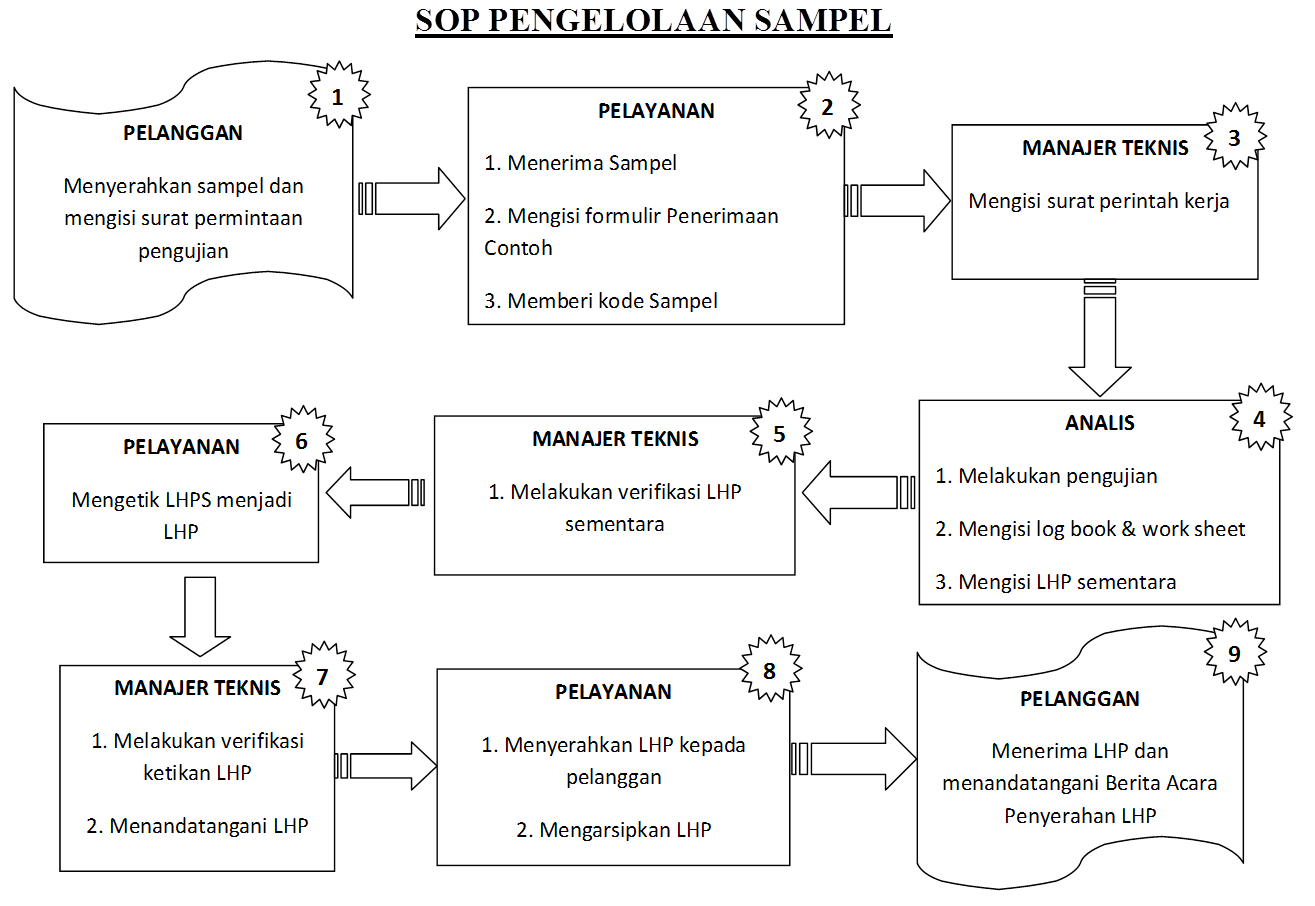 SOP PENGELOLAAN SAMPEL
1
PELANGGAN
Menyerahkan sampel dan
mengisi surat permintaan
pengujian
2
PELAYANAN
1. Menerima Sampel
2. Mengisi formulir Penerimaan
Contoh
3. Memberi kode Sampel
3
MANAJER TEKNIS
Mengisi surat perintah kerja
4
ANALIS
1. Melakukan pengujian
2. Mengisi log book & work sheet
3. Mengisi LHP sementara
5
MANAJER TEKNIS
1. Melakukan verifikasi LHP
sementara
6
PELAYANAN
Mengetik LHPS menjadi
LHP
7
MANAJER TEKNIS
1. Melakukan verifikasi
ketikan LHP
2. Menandatangani LHP
8
PELAYANAN
1. Menyerahkan LHP kepada
pelanggan
2. Mengarsipkan LHP
9
PELANGGAN
Menerima LHP dan
menandatangani Berita Acara
Penyerahan LHP